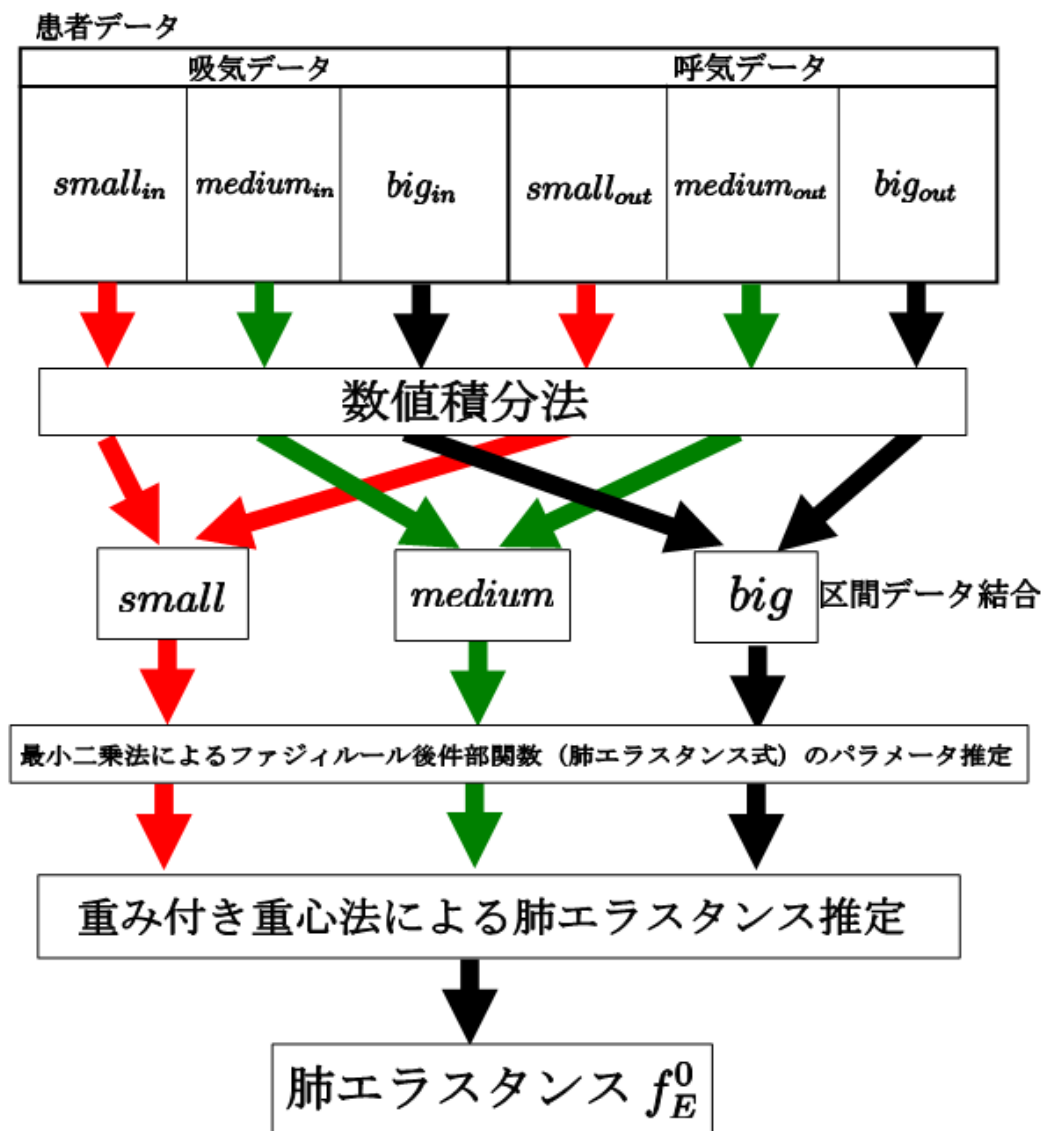 患者データ
吸気データ 呼気データ
small_in medium_in big_in small_out medium_out big_out
数値積分法
small medium big 区間データ結合
最小二乗法によるファジィルール後件部関数（肺エラスタンス式）のパラメータ推定
重み付き重心法による肺エラスタンス推定
肺エラスタンス f_E^0